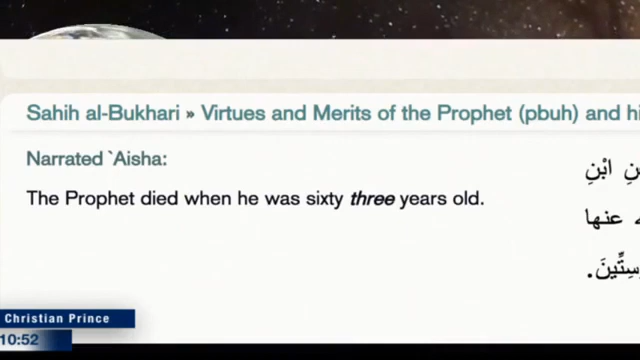 Sahih al-Bukhari » Virtues and Merits of the Prophet (pbuh) and hi
Narrated `Aisha:
نِ ابْنِ
The Prophet died when he was sixty three years old.
عنها
وَسِتِّينَ.
Christian Prince
10:52